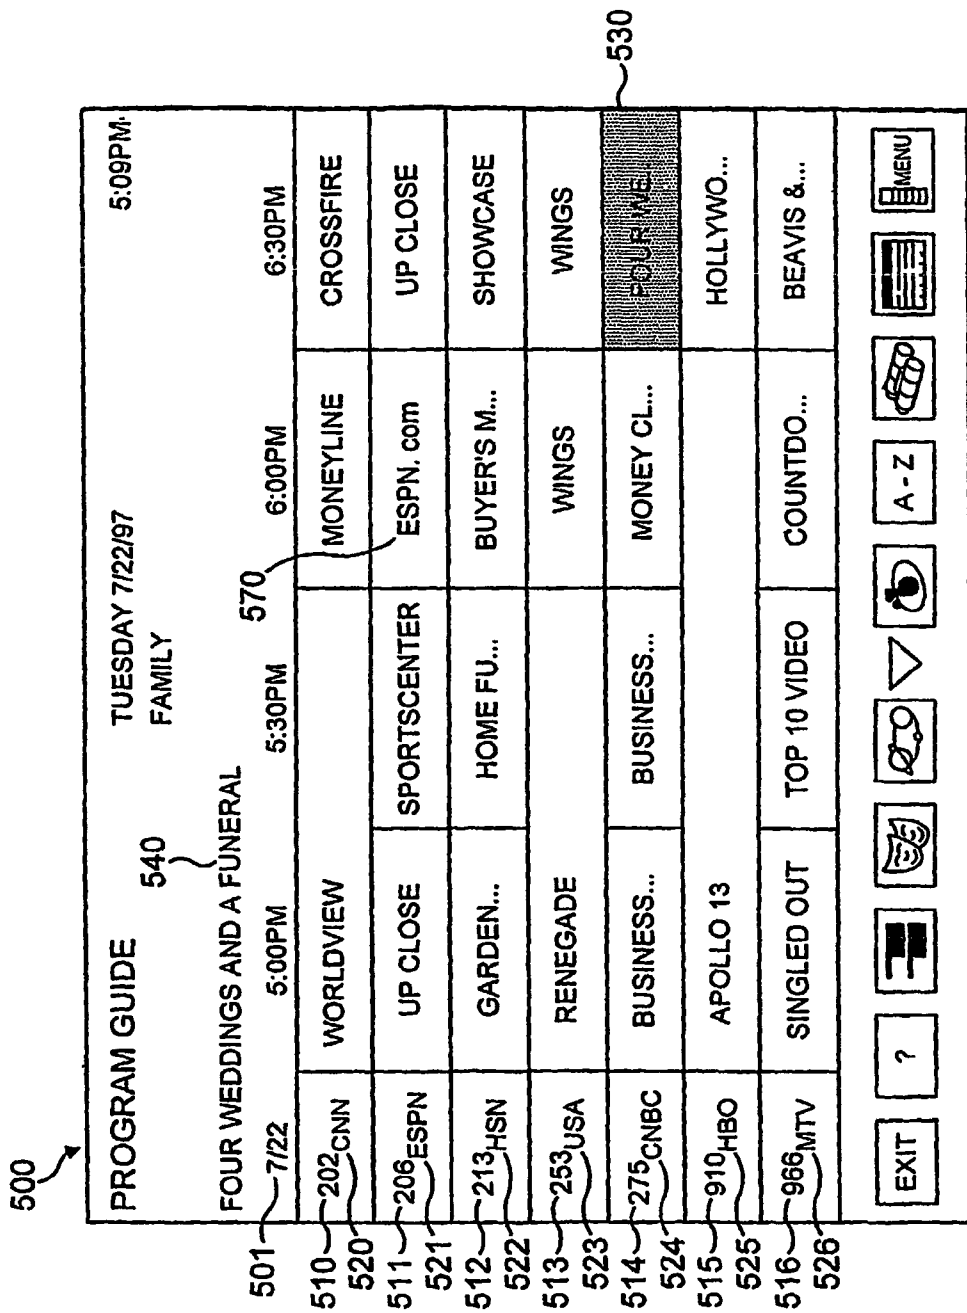 500
PROGRAM GUIDE
TUESDAY 7/22/97
5:09PM
540
FAMILY
FOUR WEDDINGS AND A FUNERAL
570
501
7/22
5:00PM
5:30PM
6:00PM
6:30PM
510 202 CNN WORLDVIEW MONEYLINE CROSSFIRE
520
511 206 ESPN UP CLOSE SPORTSCENTER ESPN. com UP CLOSE
521
512 213 HSN GARDEN... HOME FU... BUYER'S M... SHOWCASE
522
513 253 USA RENEGADE WINGS WINGS
523
514 275 CNBC BUSINESS... BUSINESS... MONEY CL... FOUR WE...
524
530
515 910 HBO APOLLO 13 HOLLYWO...
525
516 966 MTV SINGLED OUT TOP 10 VIDEO COUNTDO... BEAVIS &...
526
EXIT
?
A - Z
MENU